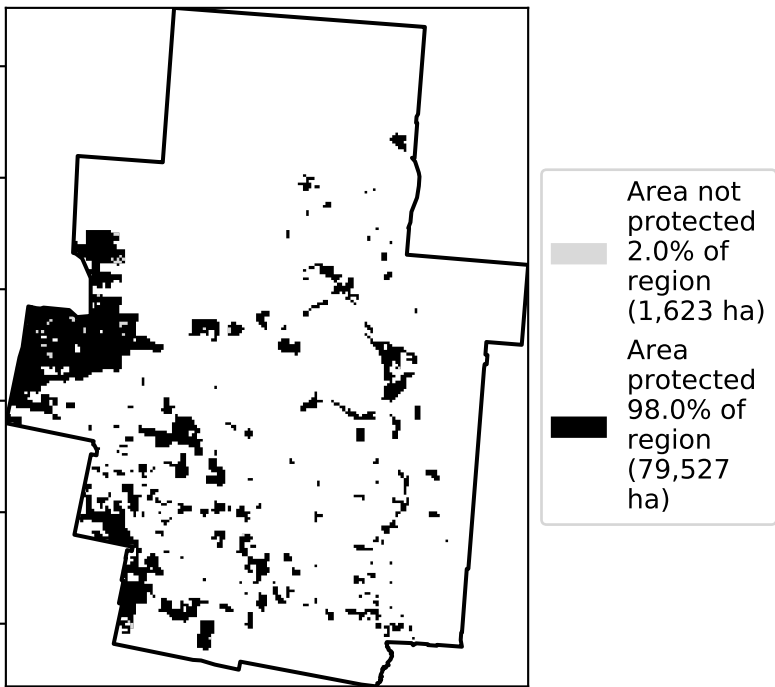 Area not
protected
2.0% of
region
(1,623 ha)
Area
protected
98.0% of
region
(79,527
ha)